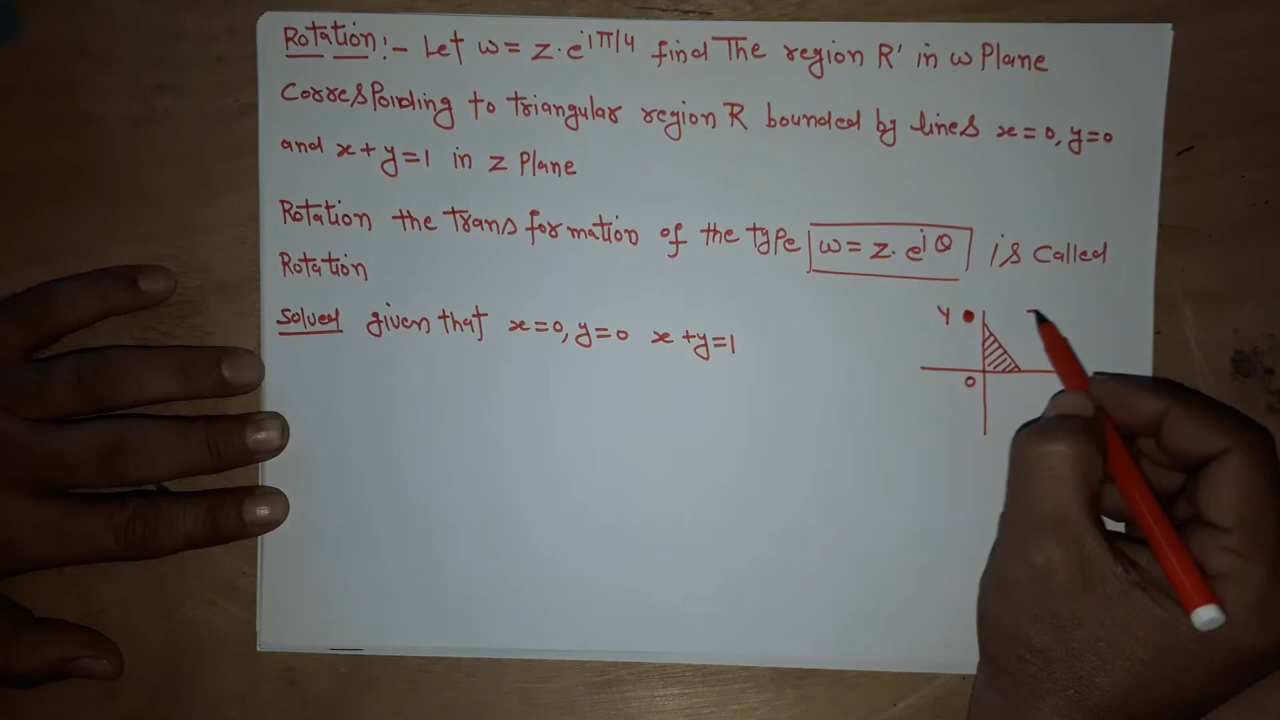 Rotation:- Let w = z.e^iπ/4 find The region R' in w Plane
Corresponding to triangular region R bounded by lines x=0, y=0
and x+y=1 in z Plane
Rotation the transformation of the type w = z. e^iθ is called
Rotation
Solved given that x=0, y=0 x+y=1
Y
0